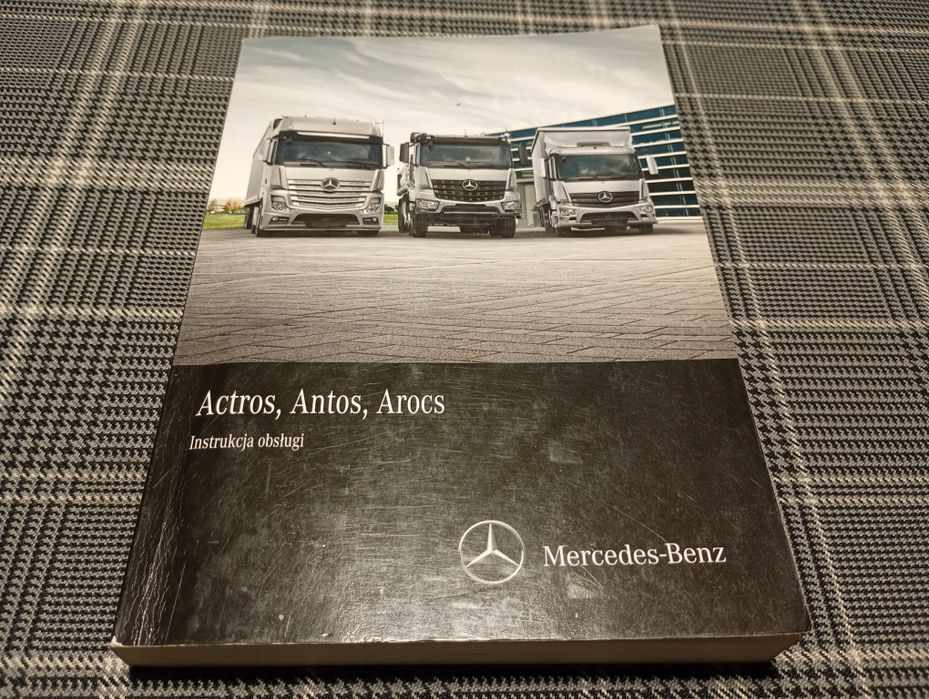 Actros, Antos, Arocs
Instrukcja obsługi
Mercedes-Benz